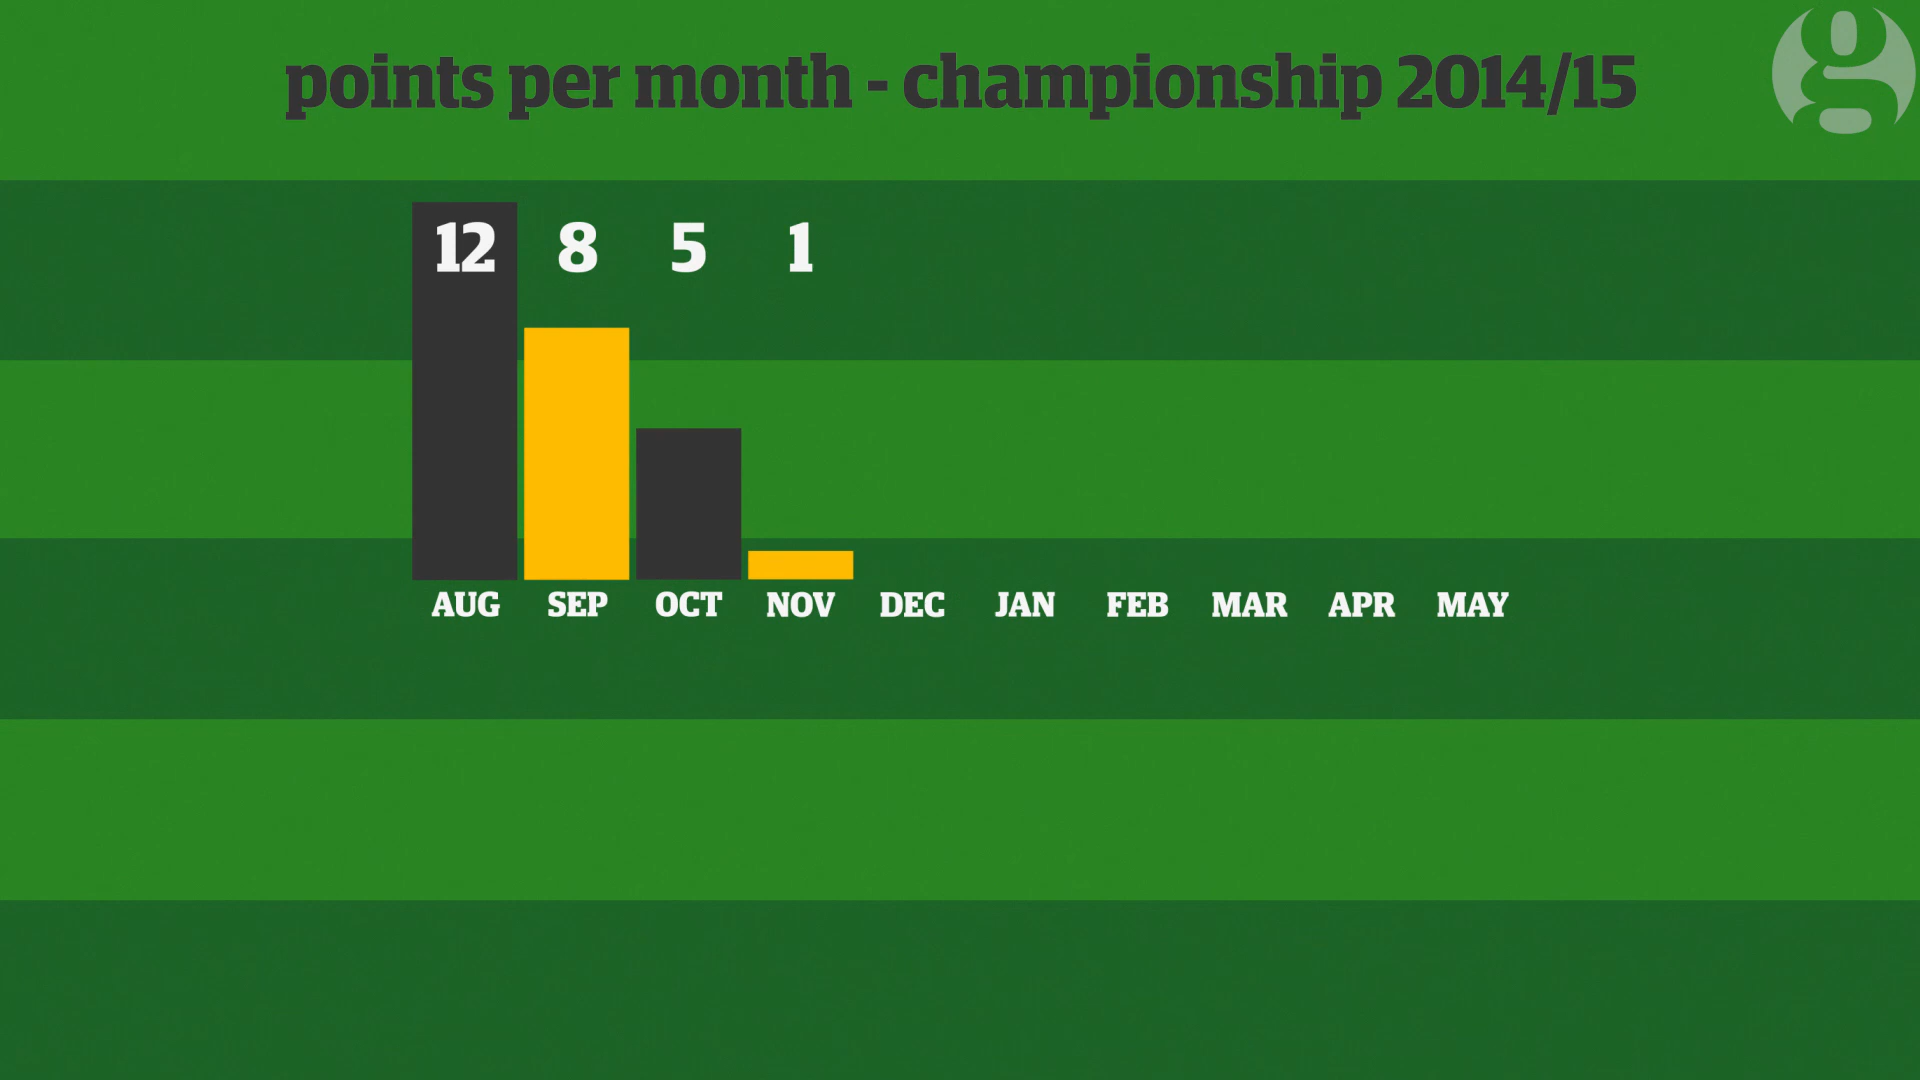 points per month - championship 2014/15
12 8 5 1
AUG SEP OCT NOV DEC JAN FEB MAR APR MAY